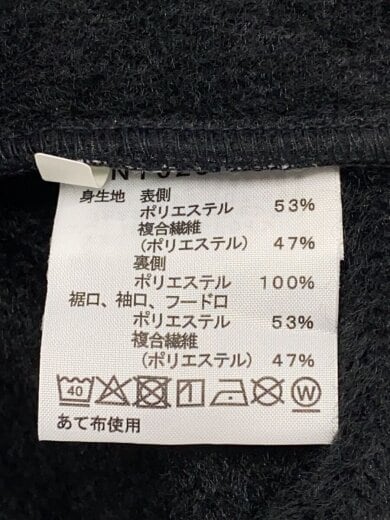 身生地 表側
ポリエステル 53%
複合繊維
(ポリエステル) 47%
裏側
ポリエステル 100%
裾口、袖口、フード口
ポリエステル 53%
複合繊維
(ポリエステル) 47%
40 W
あて布使用